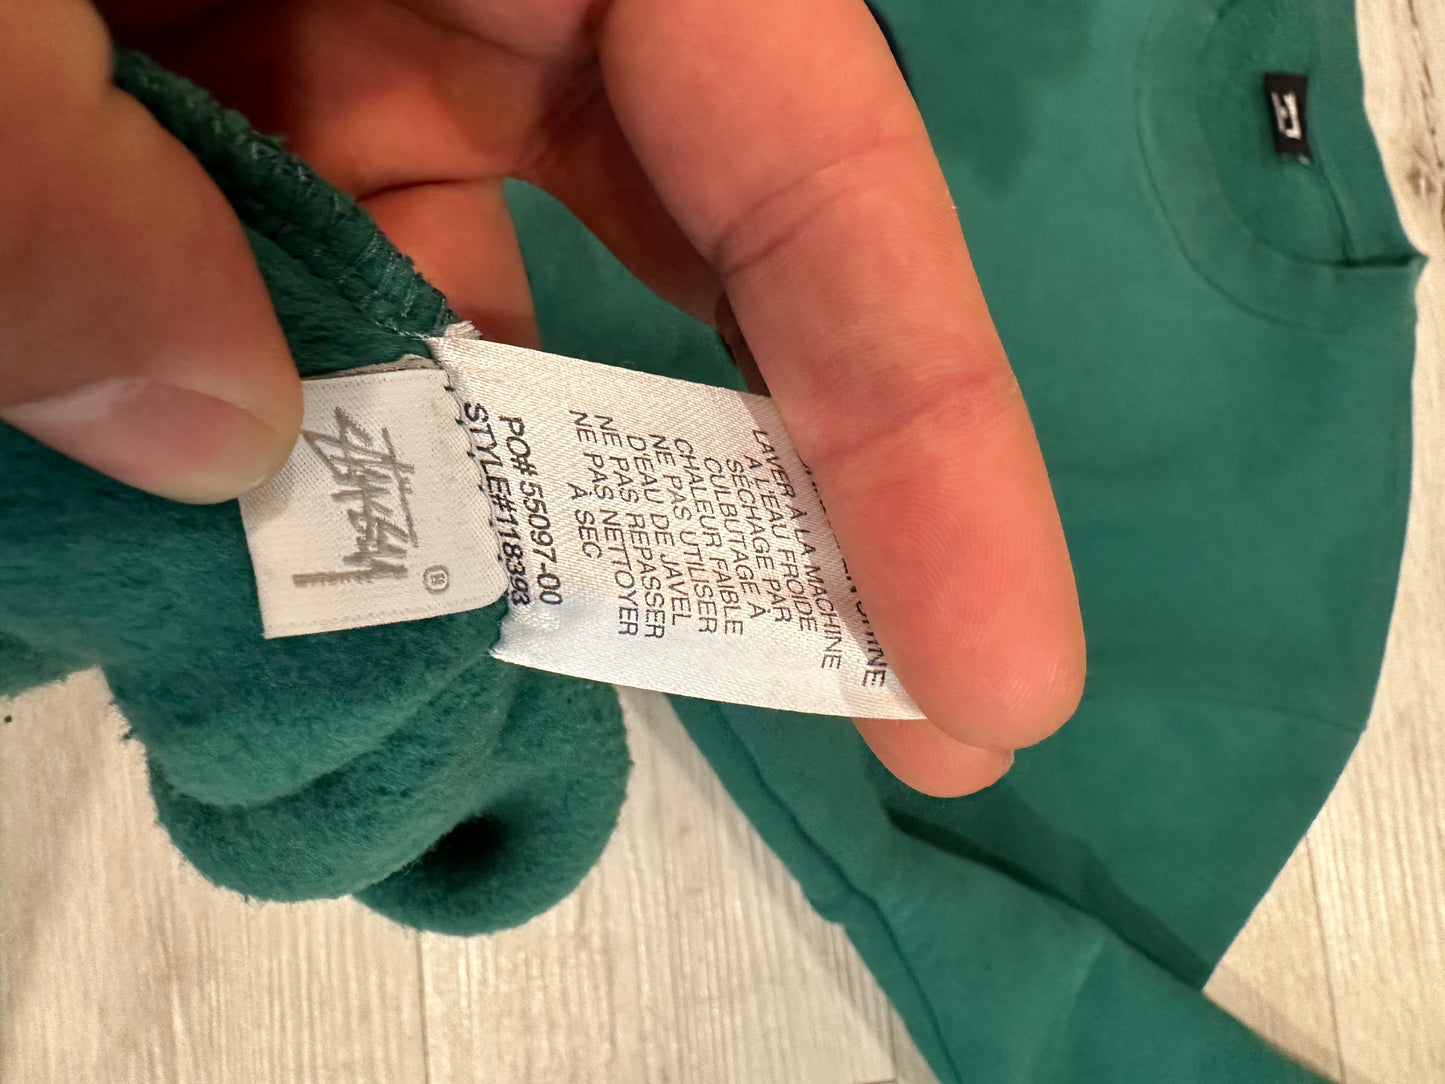 Stüssy
®
LAVER À LA MACHINE
À L'EAU FROIDE
SÉCHAGE PAR
CULBUTAGE À
CHALEUR FAIBLE
NE PAS UTILISER
D'EAU DE JAVEL
NE PAS REPASSER
NE PAS NETTOYER
À SEC
PO# 55097-00
STYLE#118393